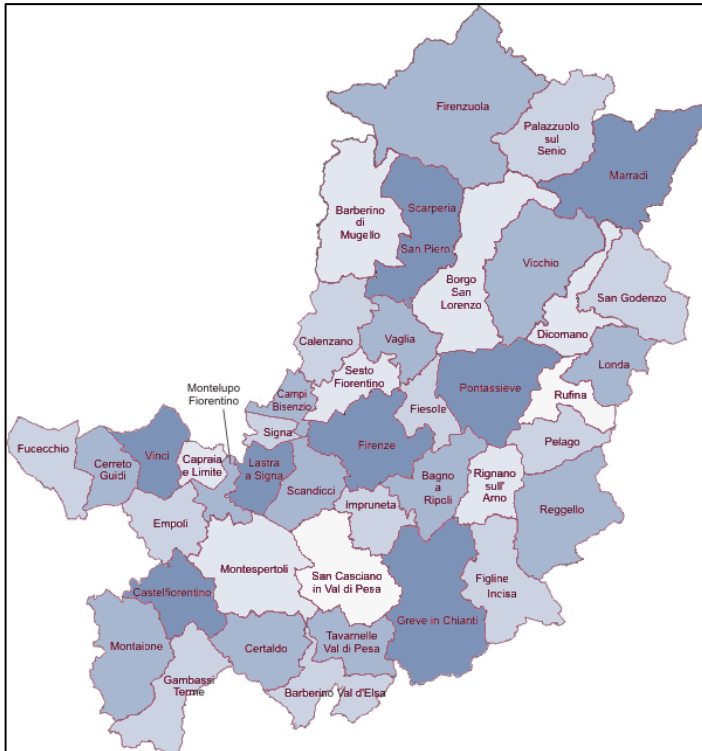 Firenzuola
Palazzuolo
sul
Senio
Marradi
Scarperia
San Piero
Barberino
di
Mugello
Borgo
San
Lorenzo
Vicchio
San Godenzo
Dicomano
Calenzano
Vaglia
Londa
Sesto
Fiorentino
Pontassieve
Rufina
Montelupo
Fiorentino
Campi
Bisenzio
Fiesole
Signa
Firenze
Pelago
Fucecchio
Vinci
Cerreto
Guidi
Capraia
e Limite
Lastra
a Signa
Scandicci
Bagno
a
Ripoli
Rignano
sull'
Arno
Impruneta
Reggello
Empoli
Montespertoli
San Casciano
in Val di Pesa
Figline
Incisa
Castelfiorentino
Greve in Chianti
Montaione
Certaldo
Tavarnelle
Val di Pesa
Gambassi
Terme
Barberino Val d'Elsa